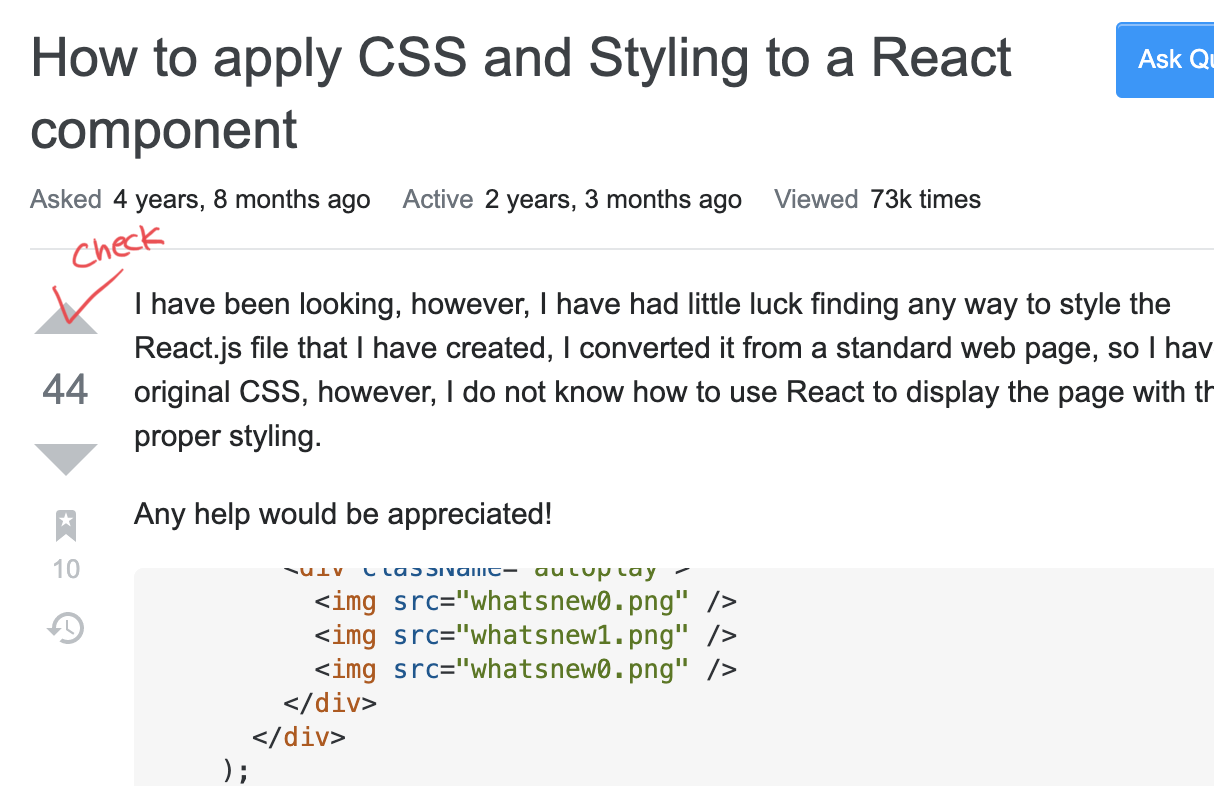 How to apply CSS and Styling to a React
component
Ask Qu
Asked 4 years, 8 months ago Active 2 years, 3 months ago Viewed 73k times
Check
I have been looking, however, I have had little luck finding any way to style the
React.js file that I have created, I converted it from a standard web page, so I hav
44
original CSS, however, I do not know how to use React to display the page with th
proper styling.
Any help would be appreciated!
10
<div className="autoplay">
<img src="whatsnew0.png" />
<img src="whatsnew1.png" />
<img src="whatsnew0.png" />
</div>
</div>
);